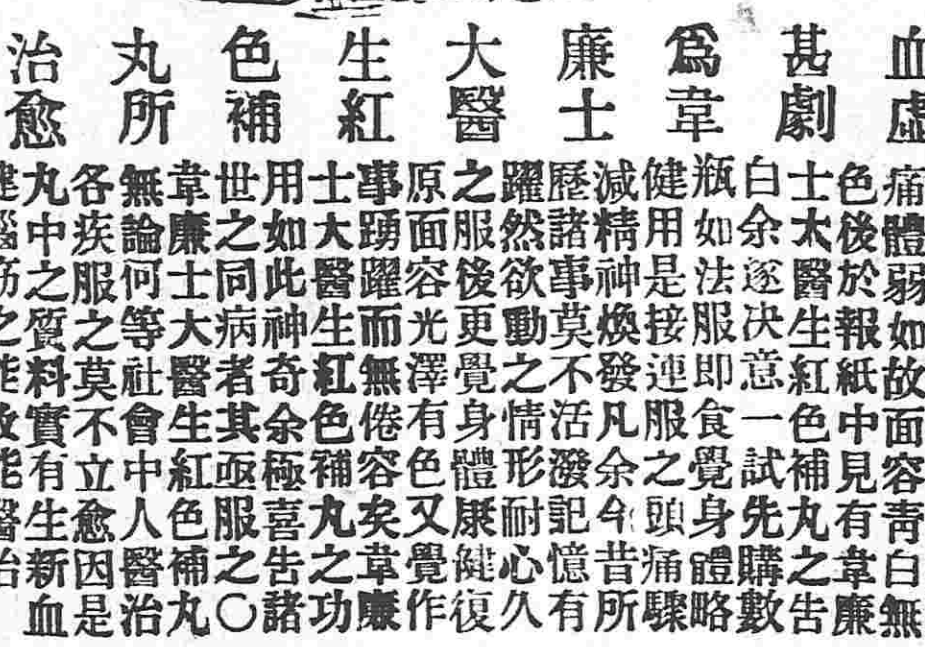 血虛
甚劇
爲韋
廉士
大醫
生紅
色補
丸所
治愈
痛體弱如故面容靑白無
色後於報紙中見有韋廉
士太醫生紅色補丸之吿
白余遂决意一試先購數
瓶如法服即食覺身體略
健用是接連服之頭痛驟
減精神煥發凡余今昔所
歷諸事莫不活潑記憶有
躍然欲動之情形耐心久
之服後更覺身體康健復
原面容光澤有色又覺作
事踴躍而無倦容矣韋廉
士大醫生紅色補丸之功
用如此神奇余極喜吿諸
世之同病者其亟服之〇
韋廉士大醫生紅色補丸
無論何等社會中人醫治
各疾服之莫不立愈因是
丸中之質料實有生新血